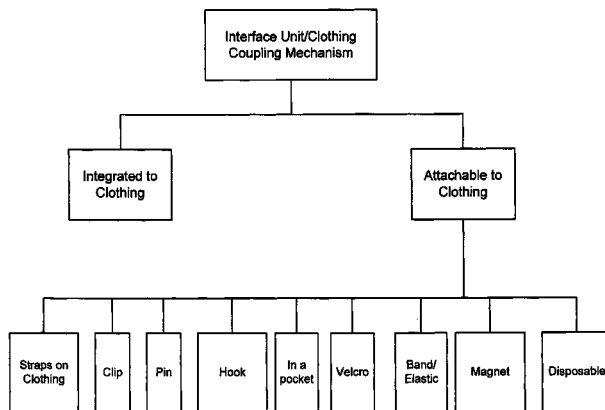 Interface Unit/Clothing
Coupling Mechanism
Integrated to
Clothing
Attachable to
Clothing
Straps on
Clothing
Clip
Pin
Hook
In a
pocket
Velcro
Band/
Elastic
Magnet
Disposable